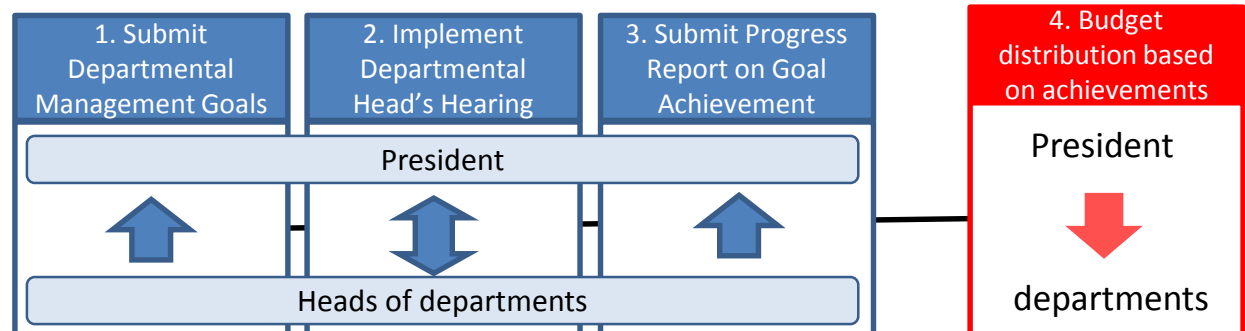 1. Submit
Departmental
Management Goals
2. Implement
Departmental
Head’s Hearing
3. Submit Progress
Report on Goal
Achievement
4. Budget
distribution based
on achievements
President
Heads of departments
President
departments